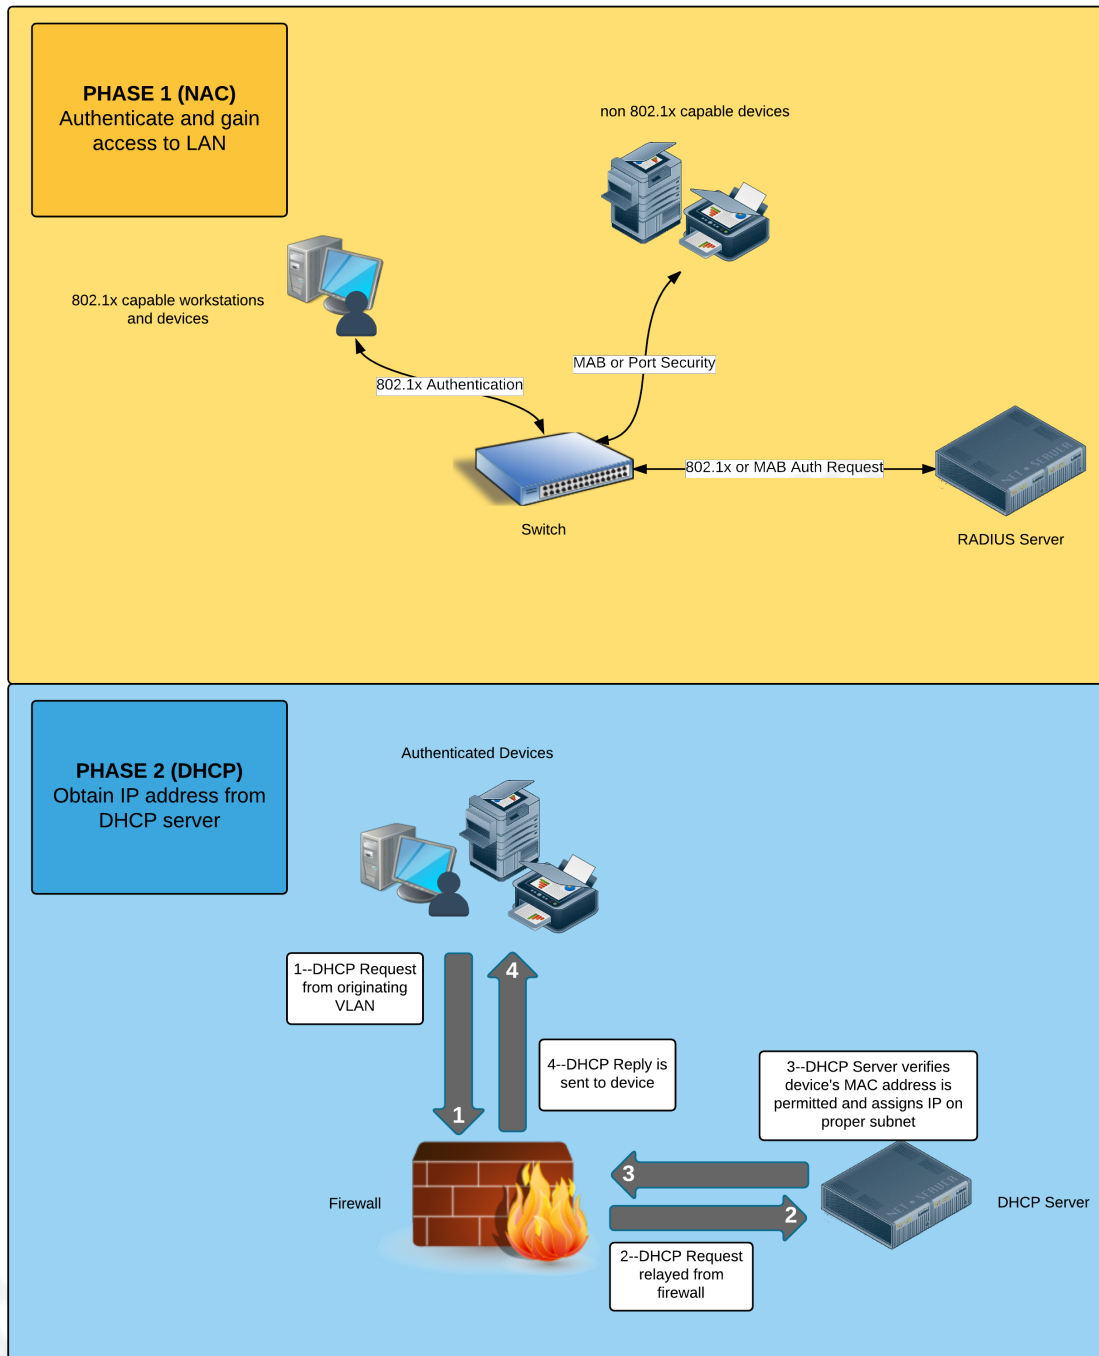 PHASE 1 (NAC)
Authenticate and gain
access to LAN
non 802.1x capable devices
802.1x capable workstations
and devices
MAB or Port Security
802.1x Authentication
802.1x or MAB Auth Request
NET SERVER
Switch
RADIUS Server
PHASE 2 (DHCP)
Obtain IP address from
DHCP server
Authenticated Devices
1--DHCP Request
from originating
VLAN
4
4--DHCP Reply is
sent to device
3--DHCP Server verifies
device's MAC address is
permitted and assigns IP on
proper subnet
1
3
Firewall
2
NET SERVER
DHCP Server
2--DHCP Request
relayed from
firewall